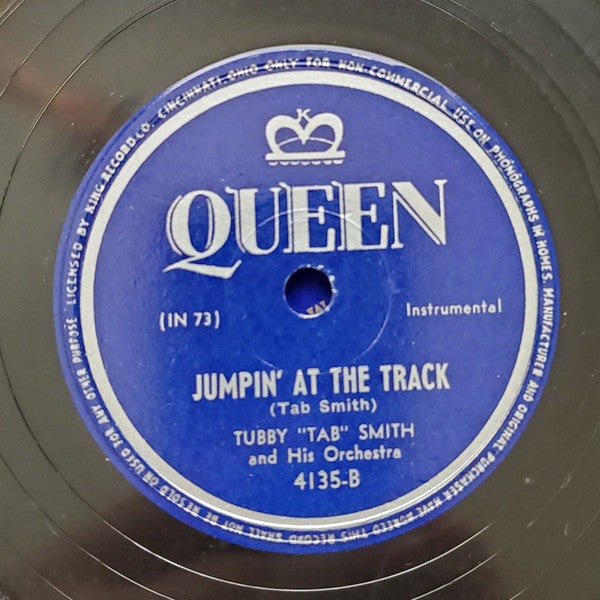 K
QUEEN
(IN 73)
Instrumental
JUMPIN' AT THE TRACK
(Tab Smith)
TUBBY "TAB" SMITH
and His Orchestra
4135-B
LICENSED BY KING RECORD CO. CINCINNATI, OHIO ONLY FOR NON-COMMERCIAL USE ON PHONOGRAPHS IN HOMES. MANUFACTURER AND ORIGINAL PURCHASER HAVE AGREED THIS RECORD SHALL NOT BE RESOLD OR USED FOR ANY OTHER PURPOSE